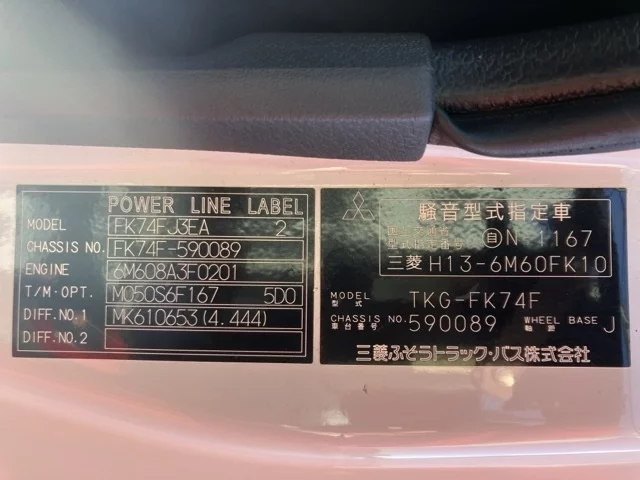 POWER LINE LABEL
MODEL FK74FJ3EA 2
CHASSIS NO. FK74F-590089
ENGINE 6M608A3F0201
T/M·OPT. M050S6F167 5D0
DIFF.NO.1 MK610653(4.444)
DIFF.NO.2
騒音型式指定車
国土交通省
型式指定番号 自N-1167
三菱 H13-6M60FK10
MODEL 型式 TKG-FK74F
CHASSIS NO. 車台番号 590089 WHEEL BASE 軸距 J
三菱ふそうトラック・バス株式会社